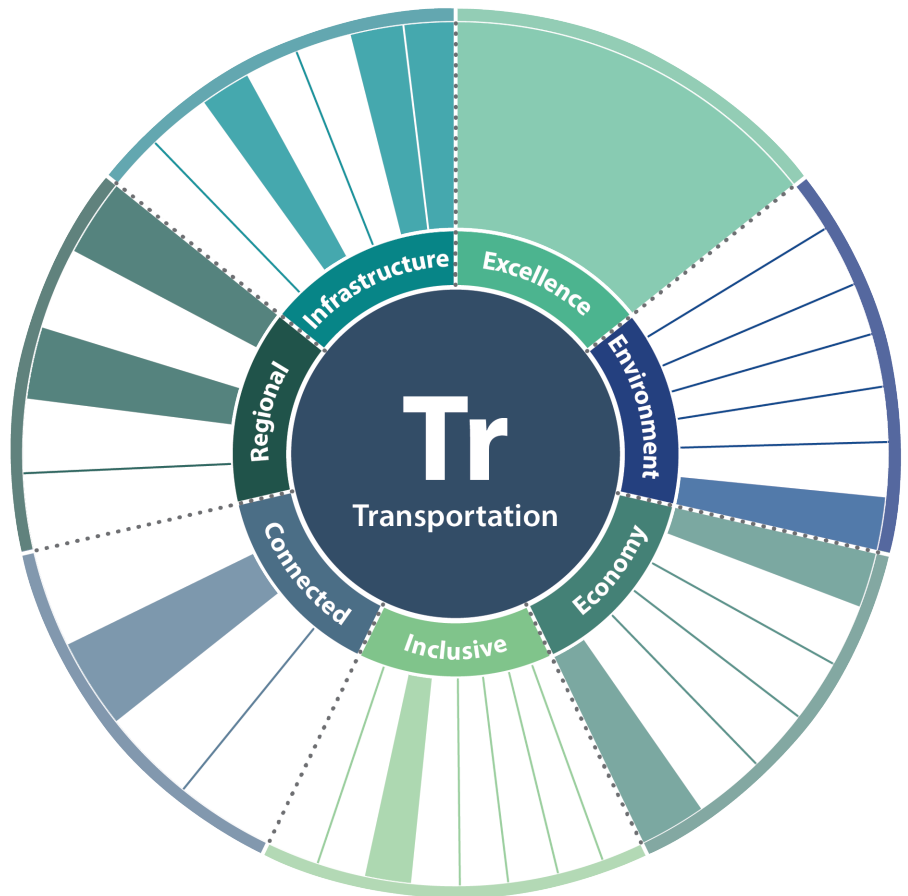 Tr
Transportation
Excellence
Environment
Economy
Inclusive
Connected
Regional
Infrastructure